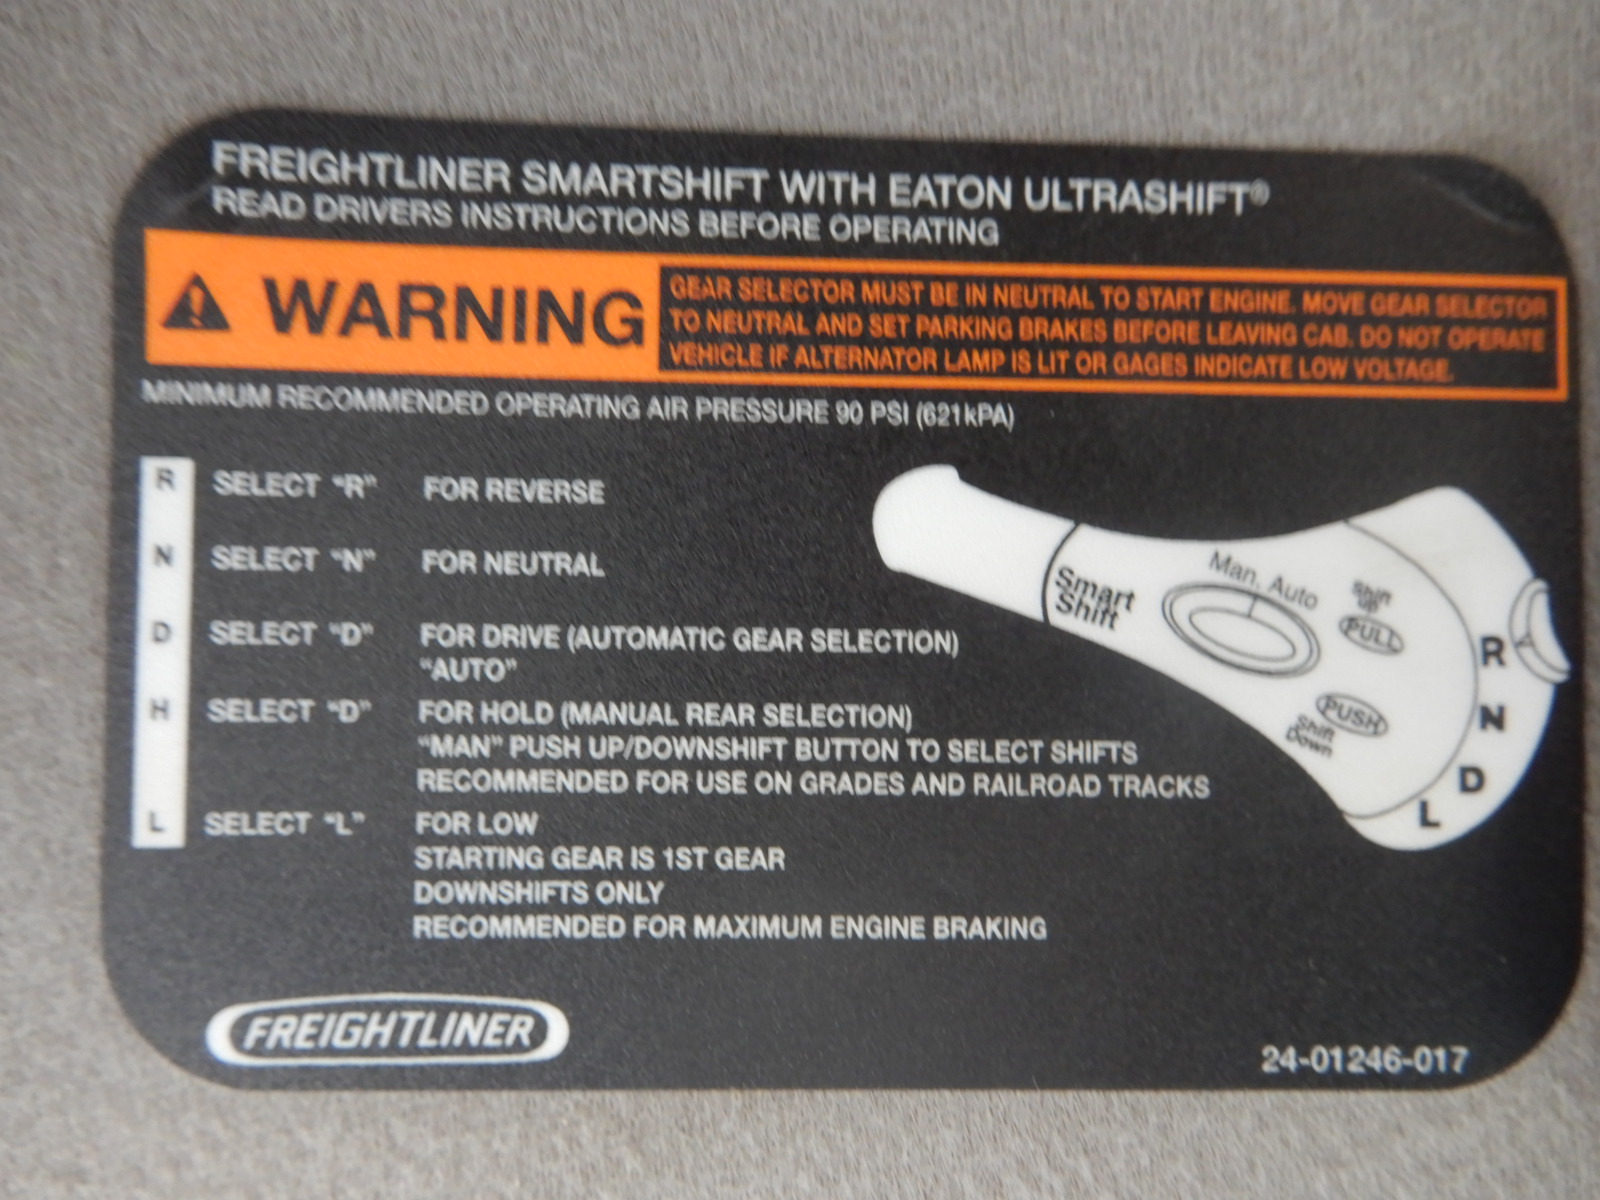 FREIGHTLINER SMARTSHIFT WITH EATON ULTRASHIFT®
READ DRIVERS INSTRUCTIONS BEFORE OPERATING
WARNING
GEAR SELECTOR MUST BE IN NEUTRAL TO START ENGINE. MOVE GEAR SELECTOR
TO NEUTRAL AND SET PARKING BRAKES BEFORE LEAVING CAB. DO NOT OPERATE
VEHICLE IF ALTERNATOR LAMP IS LIT OR GAGES INDICATE LOW VOLTAGE.
MINIMUM RECOMMENDED OPERATING AIR PRESSURE 90 PSI (621kPA)
R SELECT "R" FOR REVERSE
N SELECT "N" FOR NEUTRAL
D SELECT "D" FOR DRIVE (AUTOMATIC GEAR SELECTION)
"AUTO"
H SELECT "D" FOR HOLD (MANUAL REAR SELECTION)
"MAN" PUSH UP/DOWNSHIFT BUTTON TO SELECT SHIFTS
RECOMMENDED FOR USE ON GRADES AND RAILROAD TRACKS
L SELECT "L" FOR LOW
STARTING GEAR IS 1ST GEAR
DOWNSHIFTS ONLY
RECOMMENDED FOR MAXIMUM ENGINE BRAKING
Smart
Shift
Man. Auto
Shift
Up
PULL
PUSH
Shift
Down
R
N
D
L
FREIGHTLINER
24-01246-017